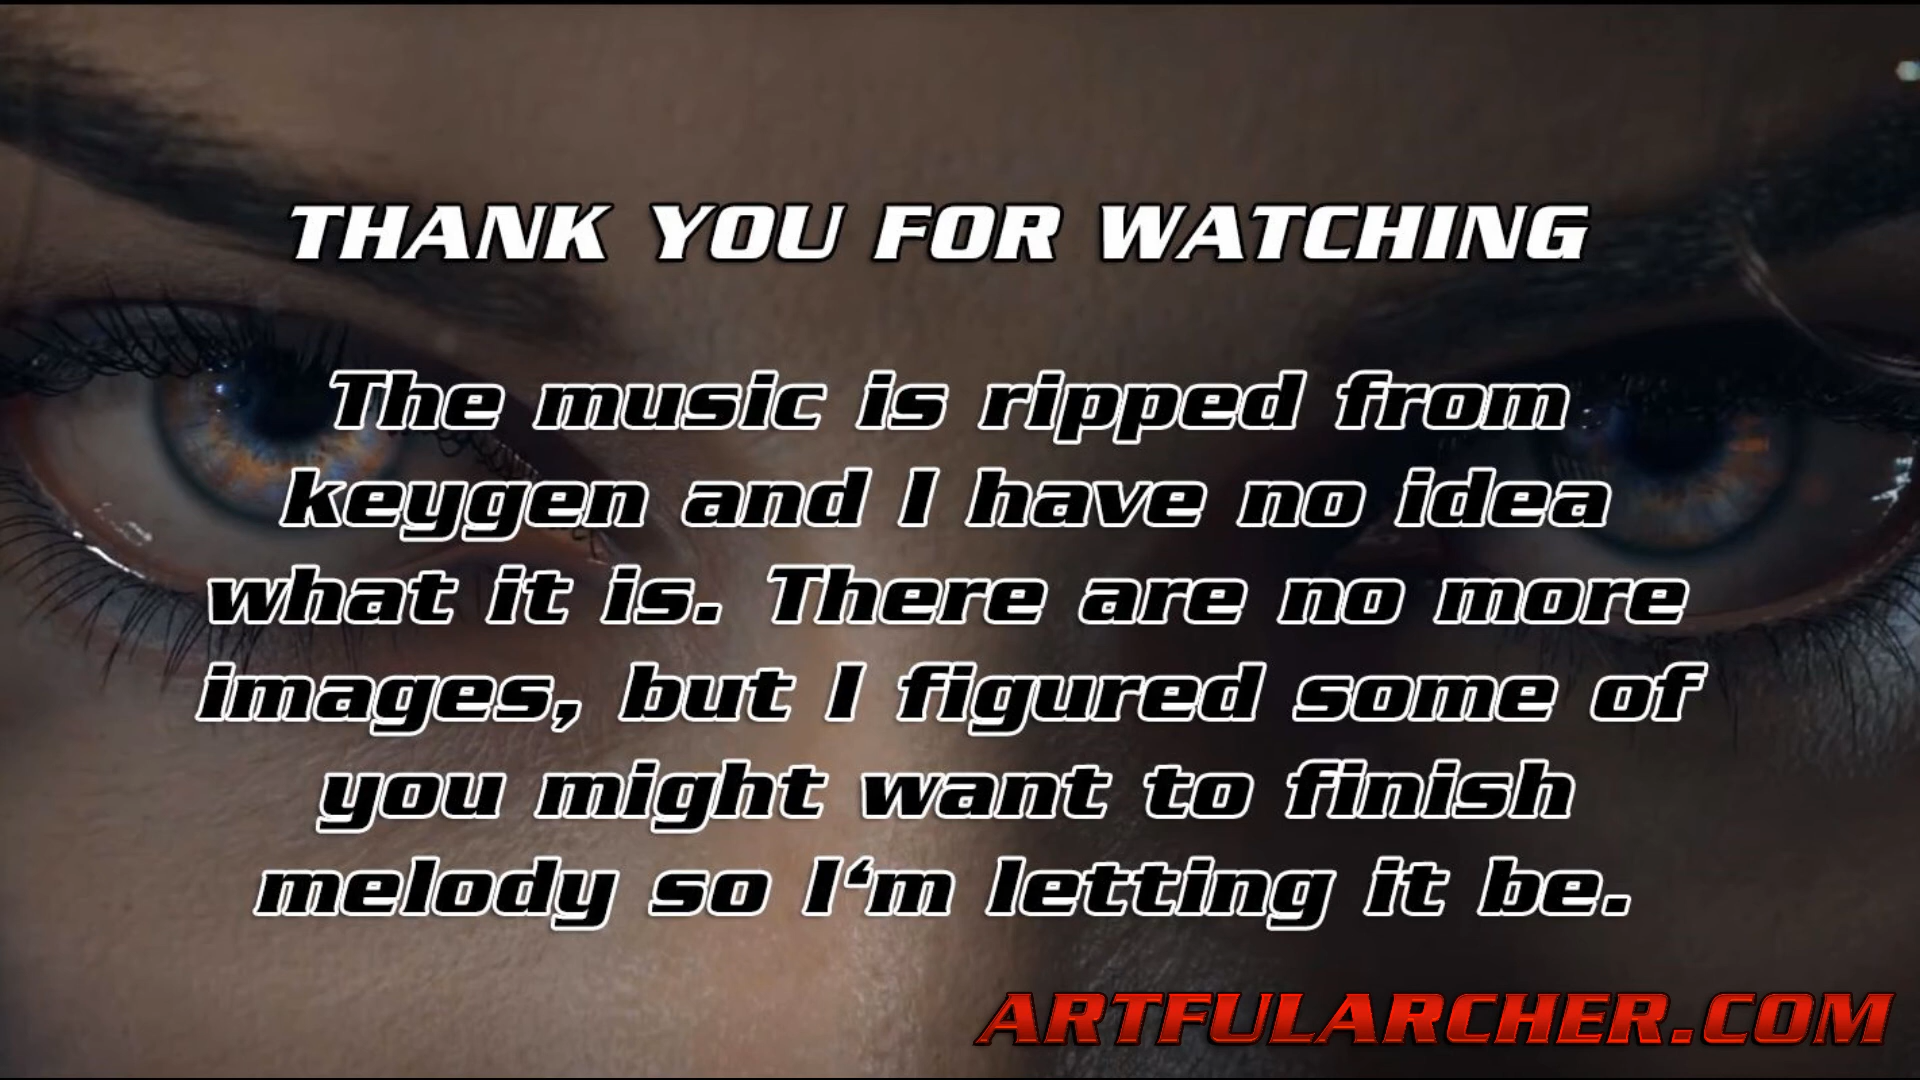 THANK YOU FOR WATCHING
The music is ripped from
keygen and I have no idea
what it is. There are no more
images, but I figured some of
you might want to finish
melody so I‘m letting it be.
ARTFULARCHER.COM